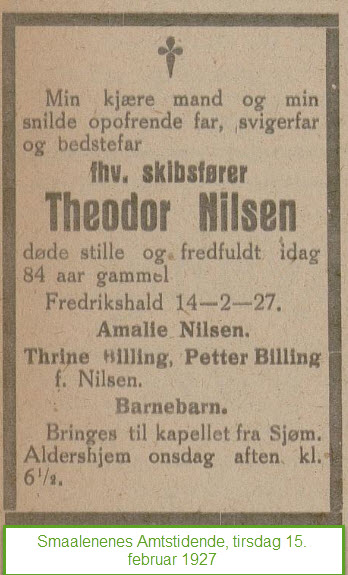 Min kjære mand og min
snilde opofrende far, svigerfar
og bedstefar
fhv. skibsfører
Theodor Nilsen
døde stille og fredfuldt idag
84 aar gammel
Fredrikshald 14—2—27.
Amalie Nilsen.
Thrine Billing, Petter Billing
f. Nilsen.
Barnebarn.
Bringes til kapellet fra Sjøm.
Aldershjem onsdag aften kl.
6½.
Smaalenenes Amtstidende, tirsdag 15.
februar 1927